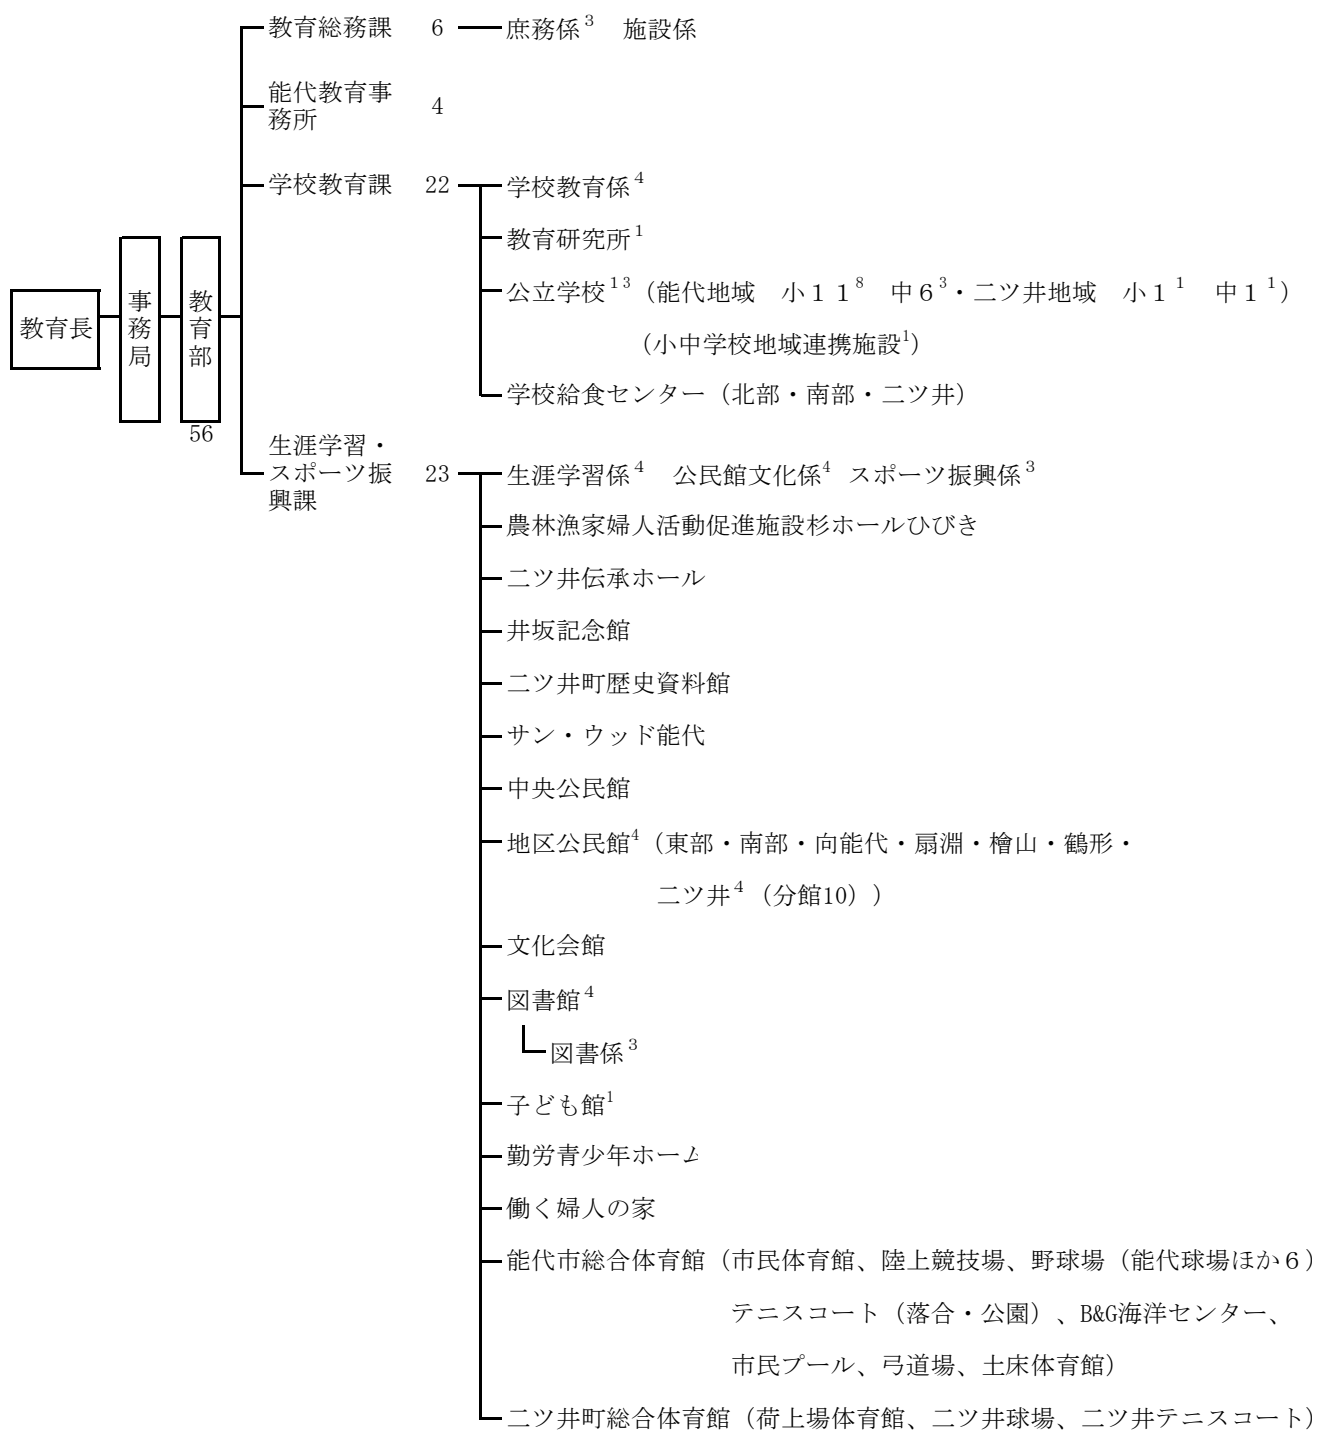 教育総務課 6 庶務係3 施設係
能代教育事
務所 4
学校教育課 22 学校教育係4
教育研究所1
公立学校13（能代地域 小１１8 中６3・二ツ井地域 小１1 中１1）
（小中学校地域連携施設1）
学校給食センター（北部・南部・二ツ井）
教育長
事務局
教育部
56
生涯学習・
スポーツ振
興課 23 生涯学習係4 公民館文化係4 スポーツ振興係3
農林漁家婦人活動促進施設杉ホールひびき
二ツ井伝承ホール
井坂記念館
二ツ井町歴史資料館
サン・ウッド能代
中央公民館
地区公民館4（東部・南部・向能代・扇淵・檜山・鶴形・
二ツ井4（分館10））
文化会館
図書館4
図書係3
子ども館1
勤労青少年ホーム
働く婦人の家
能代市総合体育館（市民体育館、陸上競技場、野球場（能代球場ほか６）
テニスコート（落合・公園）、B&G海洋センター、
市民プール、弓道場、土床体育館）
二ツ井町総合体育館（荷上場体育館、二ツ井球場、二ツ井テニスコート）